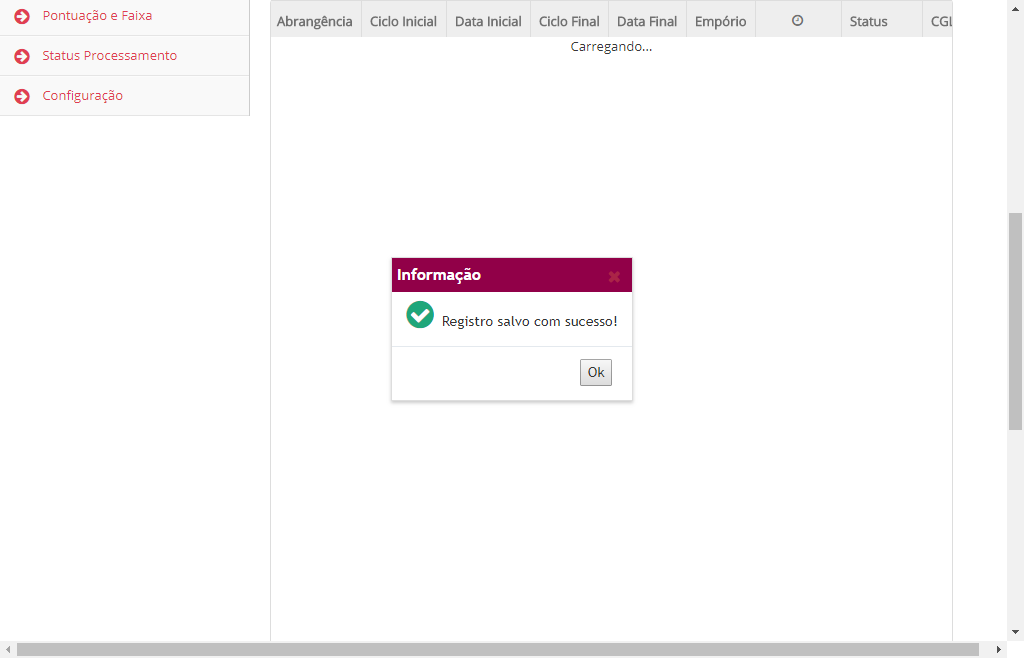 Pontuação e Faixa
Status Processamento
Configuração
Abrangência Ciclo Inicial Data Inicial Ciclo Final Data Final Empório Status CGL
Carregando...
Informação
Registro salvo com sucesso!
Ok